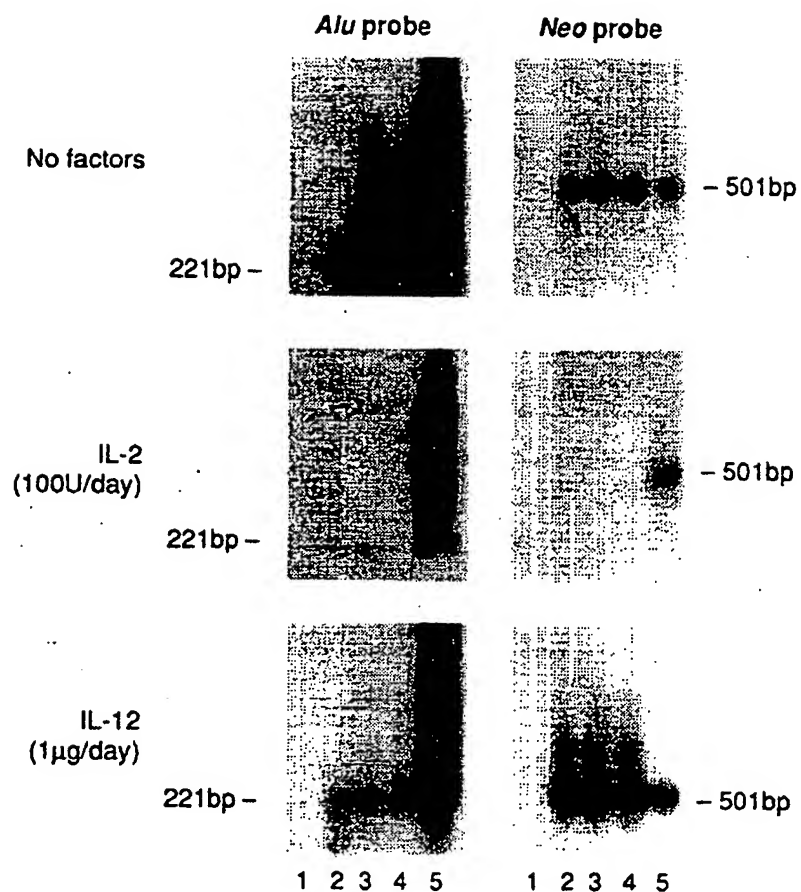 Alu probe
Neo probe
No factors
221bp –
– 501bp
IL-2
(100U/day)
221bp –
– 501bp
IL-12
(1µg/day)
221bp –
– 501bp
1 2 3 4 5
1 2 3 4 5